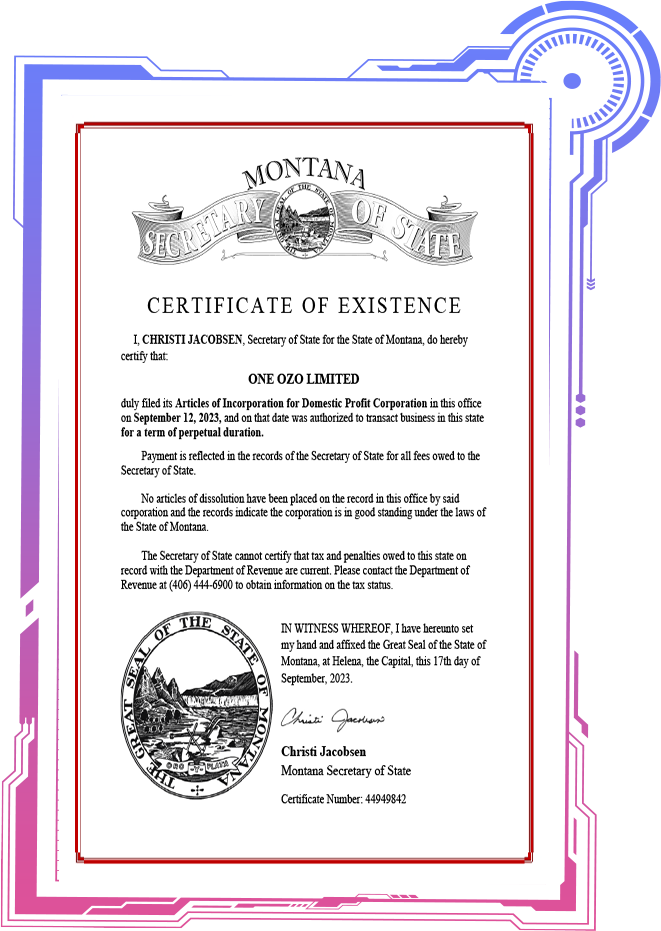 MONTANA
SECRETARY OF STATE
THE GREAT SEAL OF THE STATE OF MONTANA
CERTIFICATE OF EXISTENCE
I, CHRISTI JACOBSEN, Secretary of State for the State of Montana, do hereby
certify that:
ONE OZO LIMITED
duly filed its Articles of Incorporation for Domestic Profit Corporation in this office
on September 12, 2023, and on that date was authorized to transact business in this state
for a term of perpetual duration.
Payment is reflected in the records of the Secretary of State for all fees owed to the
Secretary of State.
No articles of dissolution have been placed on the record in this office by said
corporation and the records indicate the corporation is in good standing under the laws of
the State of Montana.
The Secretary of State cannot certify that tax and penalties owed to this state on
record with the Department of Revenue are current. Please contact the Department of
Revenue at (406) 444-6900 to obtain information on the tax status.
THE GREAT SEAL OF THE STATE OF MONTANA
ORO Y PLATA
IN WITNESS WHEREOF, I have hereunto set
my hand and affixed the Great Seal of the State of
Montana, at Helena, the Capital, this 17th day of
September, 2023.
Christi Jacobsen
Christi Jacobsen
Montana Secretary of State
Certificate Number: 44949842